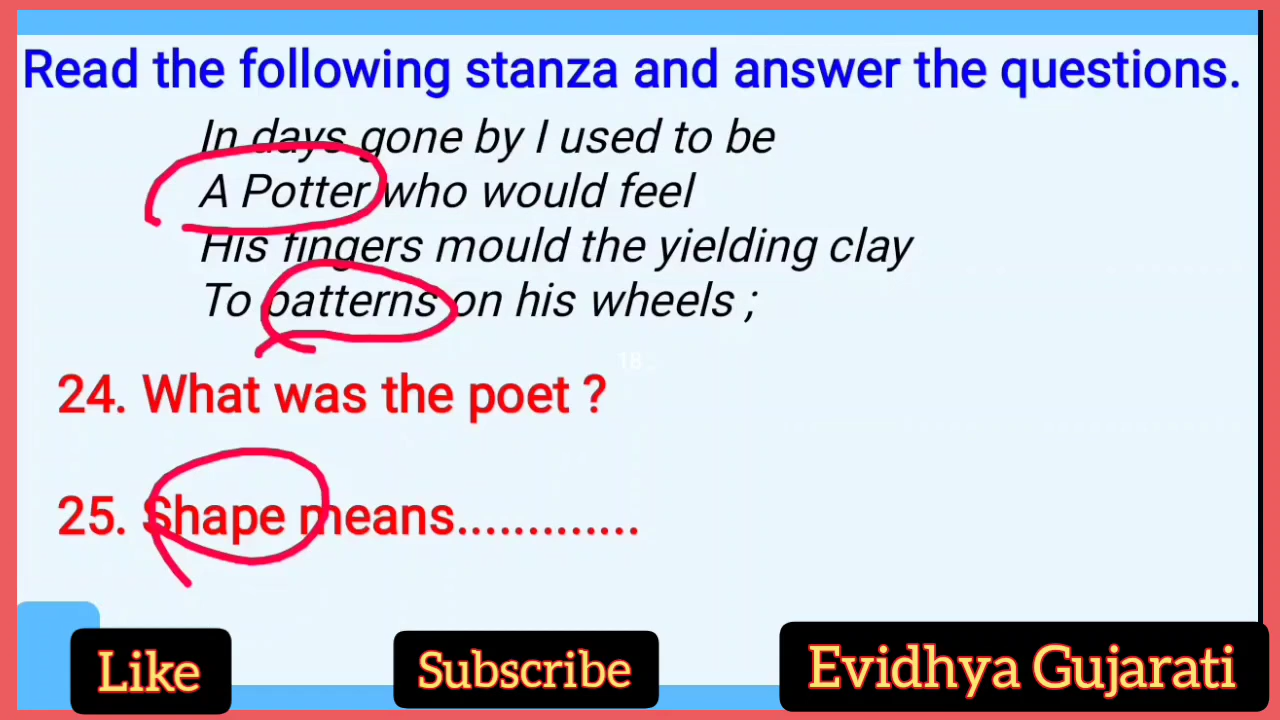 Read the following stanza and answer the questions.
In days gone by I used to be
A Potter who would feel
His fingers mould the yielding clay
To patterns on his wheels ;
18
24. What was the poet ?
25. Shape means.............
Like
Subscribe
Evidhya Gujarati